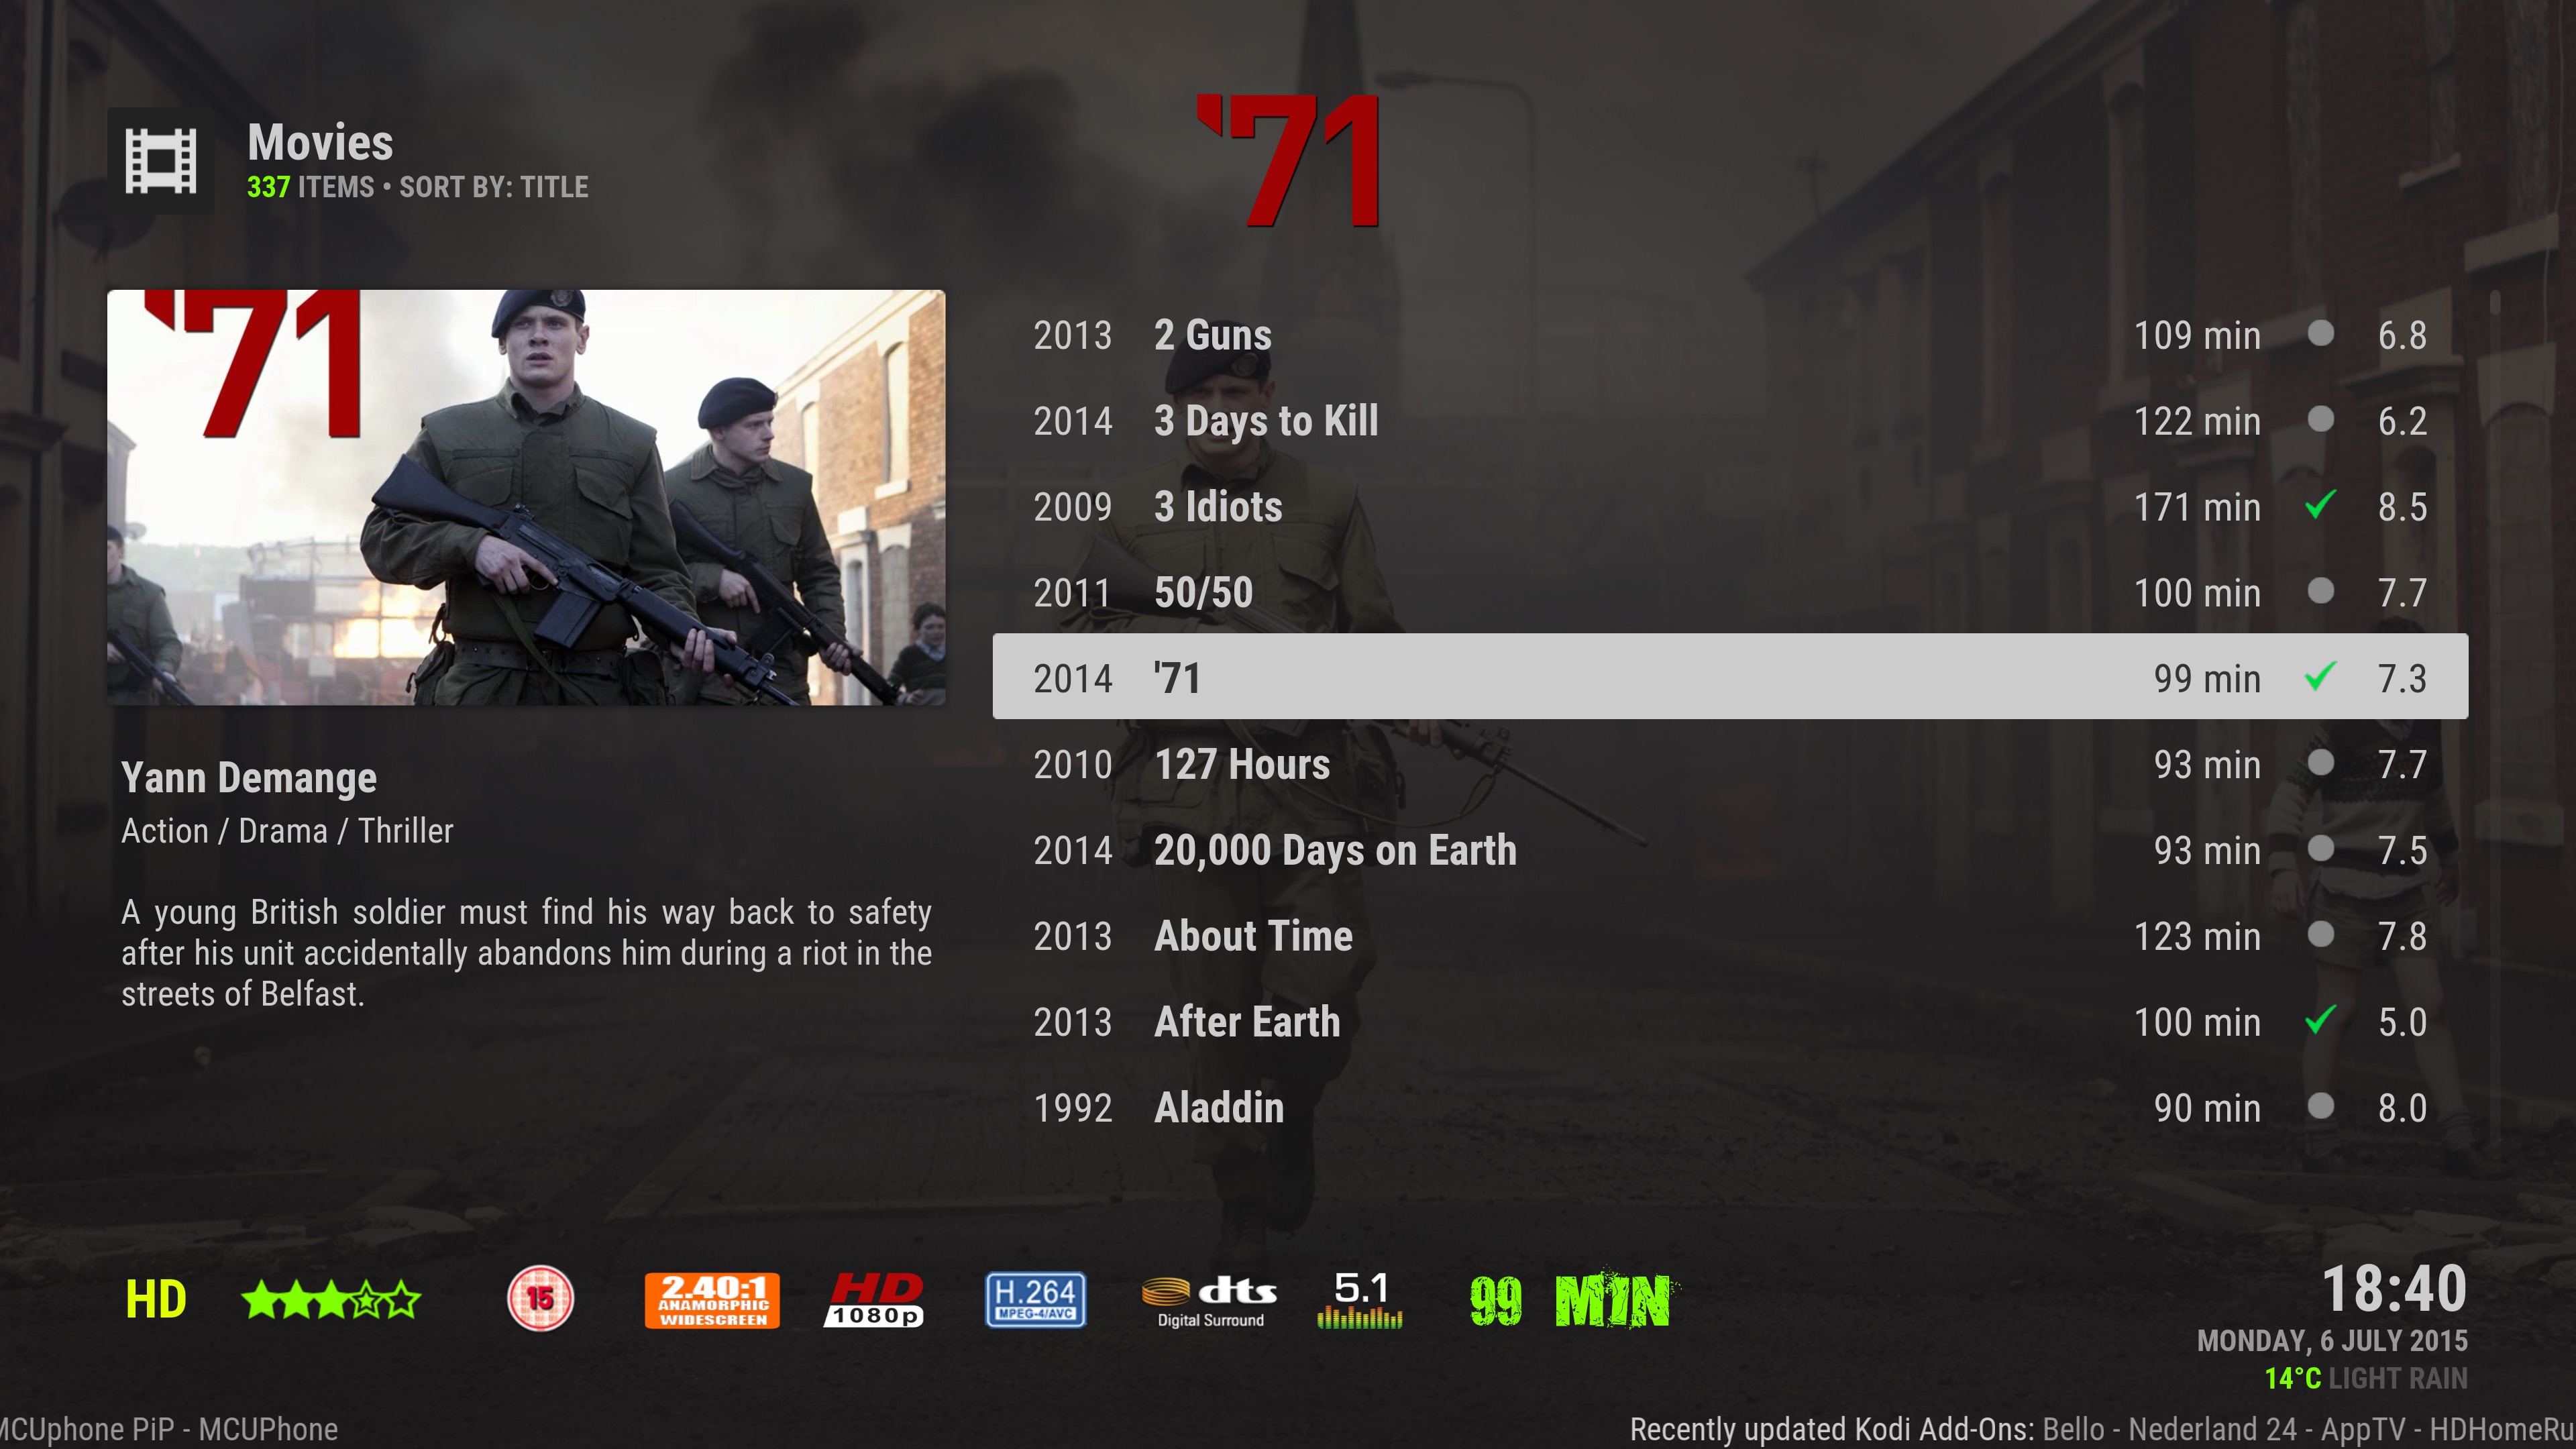 '71
Movies
337 ITEMS • SORT BY: TITLE
'71
2013 2 Guns 109 min 6.8
2014 3 Days to Kill 122 min 6.2
2009 3 Idiots 171 min 8.5
2011 50/50 100 min 7.7
2014 '71 99 min 7.3
2010 127 Hours 93 min 7.7
2014 20,000 Days on Earth 93 min 7.5
2013 About Time 123 min 7.8
2013 After Earth 100 min 5.0
1992 Aladdin 90 min 8.0
Yann Demange
Action / Drama / Thriller
A young British soldier must find his way back to safety
after his unit accidentally abandons him during a riot in the
streets of Belfast.
HD
15
2.40:1
ANAMORPHIC
WIDESCREEN
HD
1080p
H.264
MPEG-4/AVC
dts
Digital Surround
5.1
99 MIN
18:40
MONDAY, 6 JULY 2015
14°C LIGHT RAIN
MCUphone PiP - MCUPhone
Recently updated Kodi Add-Ons: Bello - Nederland 24 - AppTV - HDHomeRu